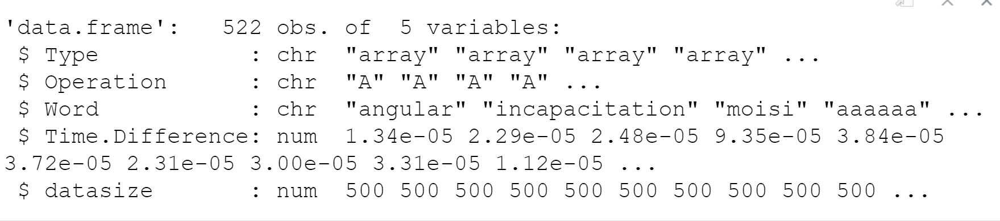 'data.frame':   522 obs. of  5 variables:
 $ Type           : chr  "array" "array" "array" "array" ...
 $ Operation      : chr  "A" "A" "A" "A" ...
 $ Word           : chr  "angular" "incapacitation" "moisi" "aaaaaa" ...
 $ Time.Difference: num  1.34e-05 2.29e-05 2.48e-05 9.35e-05 3.84e-05
3.72e-05 2.31e-05 3.00e-05 3.31e-05 1.12e-05 ...
 $ datasize       : num  500 500 500 500 500 500 500 500 500 500 ...